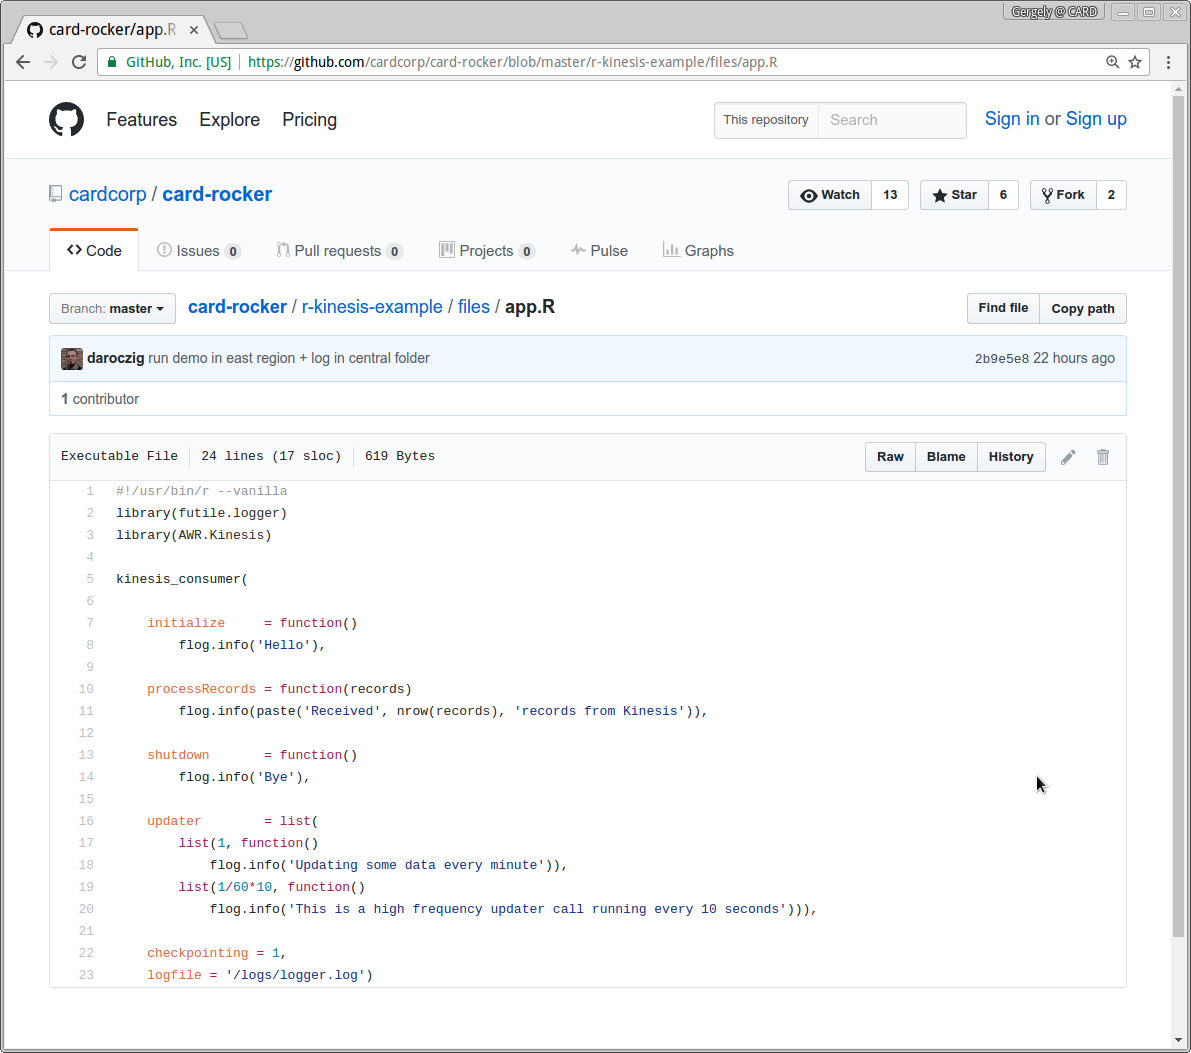 Gergely @ CARD
card-rocker/app.R
GitHub, Inc. [US] https://github.com/cardcorp/card-rocker/blob/master/r-kinesis-example/files/app.R
Features Explore Pricing This repository Search Sign in or Sign up
cardcorp / card-rocker Watch 13 Star 6 Fork 2
Code Issues 0 Pull requests 0 Projects 0 Pulse Graphs
Branch: master card-rocker / r-kinesis-example / files / app.R Find file Copy path
daroczig run demo in east region + log in central folder 2b9e5e8 22 hours ago
1 contributor
Executable File 24 lines (17 sloc) 619 Bytes Raw Blame History
1 #!/usr/bin/r --vanilla
2 library(futile.logger)
3 library(AWR.Kinesis)
4
5 kinesis_consumer(
6
7     initialize     = function()
8         flog.info('Hello'),
9
10     processRecords = function(records)
11         flog.info(paste('Received', nrow(records), 'records from Kinesis')),
12
13     shutdown       = function()
14         flog.info('Bye'),
15
16     updater        = list(
17         list(1, function()
18             flog.info('Updating some data every minute')),
19         list(1/60*10, function()
20             flog.info('This is a high frequency updater call running every 10 seconds'))),
21
22     checkpointing = 1,
23     logfile = '/logs/logger.log')